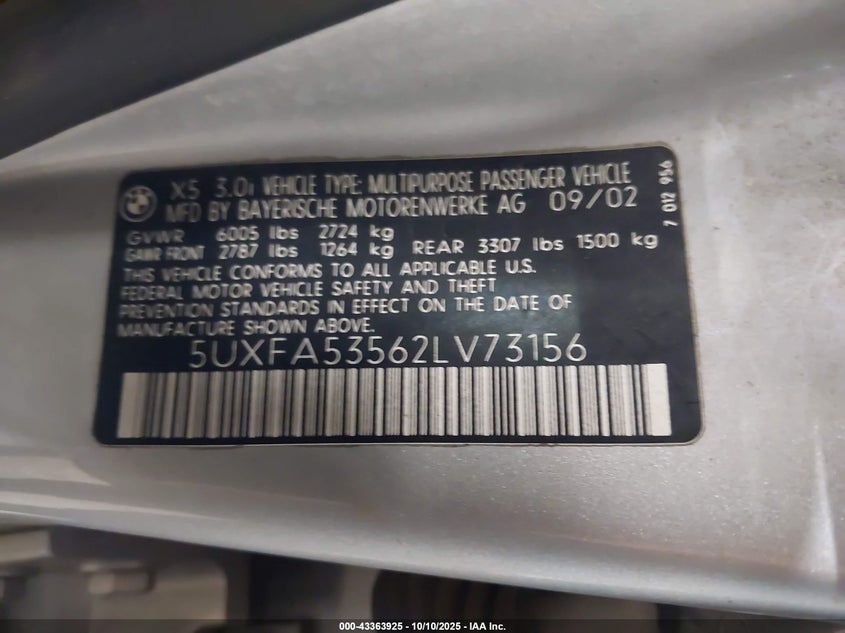 X5 3.0i VEHICLE TYPE: MULTIPURPOSE PASSENGER VEHICLE
MFD BY BAYERISCHE MOTORENWERKE AG 09/02
GVWR 6005 lbs 2724 kg
GAWR FRONT 2787 lbs 1264 kg REAR 3307 lbs 1500 kg
THIS VEHICLE CONFORMS TO ALL APPLICABLE U.S.
FEDERAL MOTOR VEHICLE SAFETY AND THEFT
PREVENTION STANDARDS IN EFFECT ON THE DATE OF
MANUFACTURE SHOWN ABOVE.
5UXFA53562LV73156
7 012 956
000-43363925 - 10/10/2025 - IAA Inc.